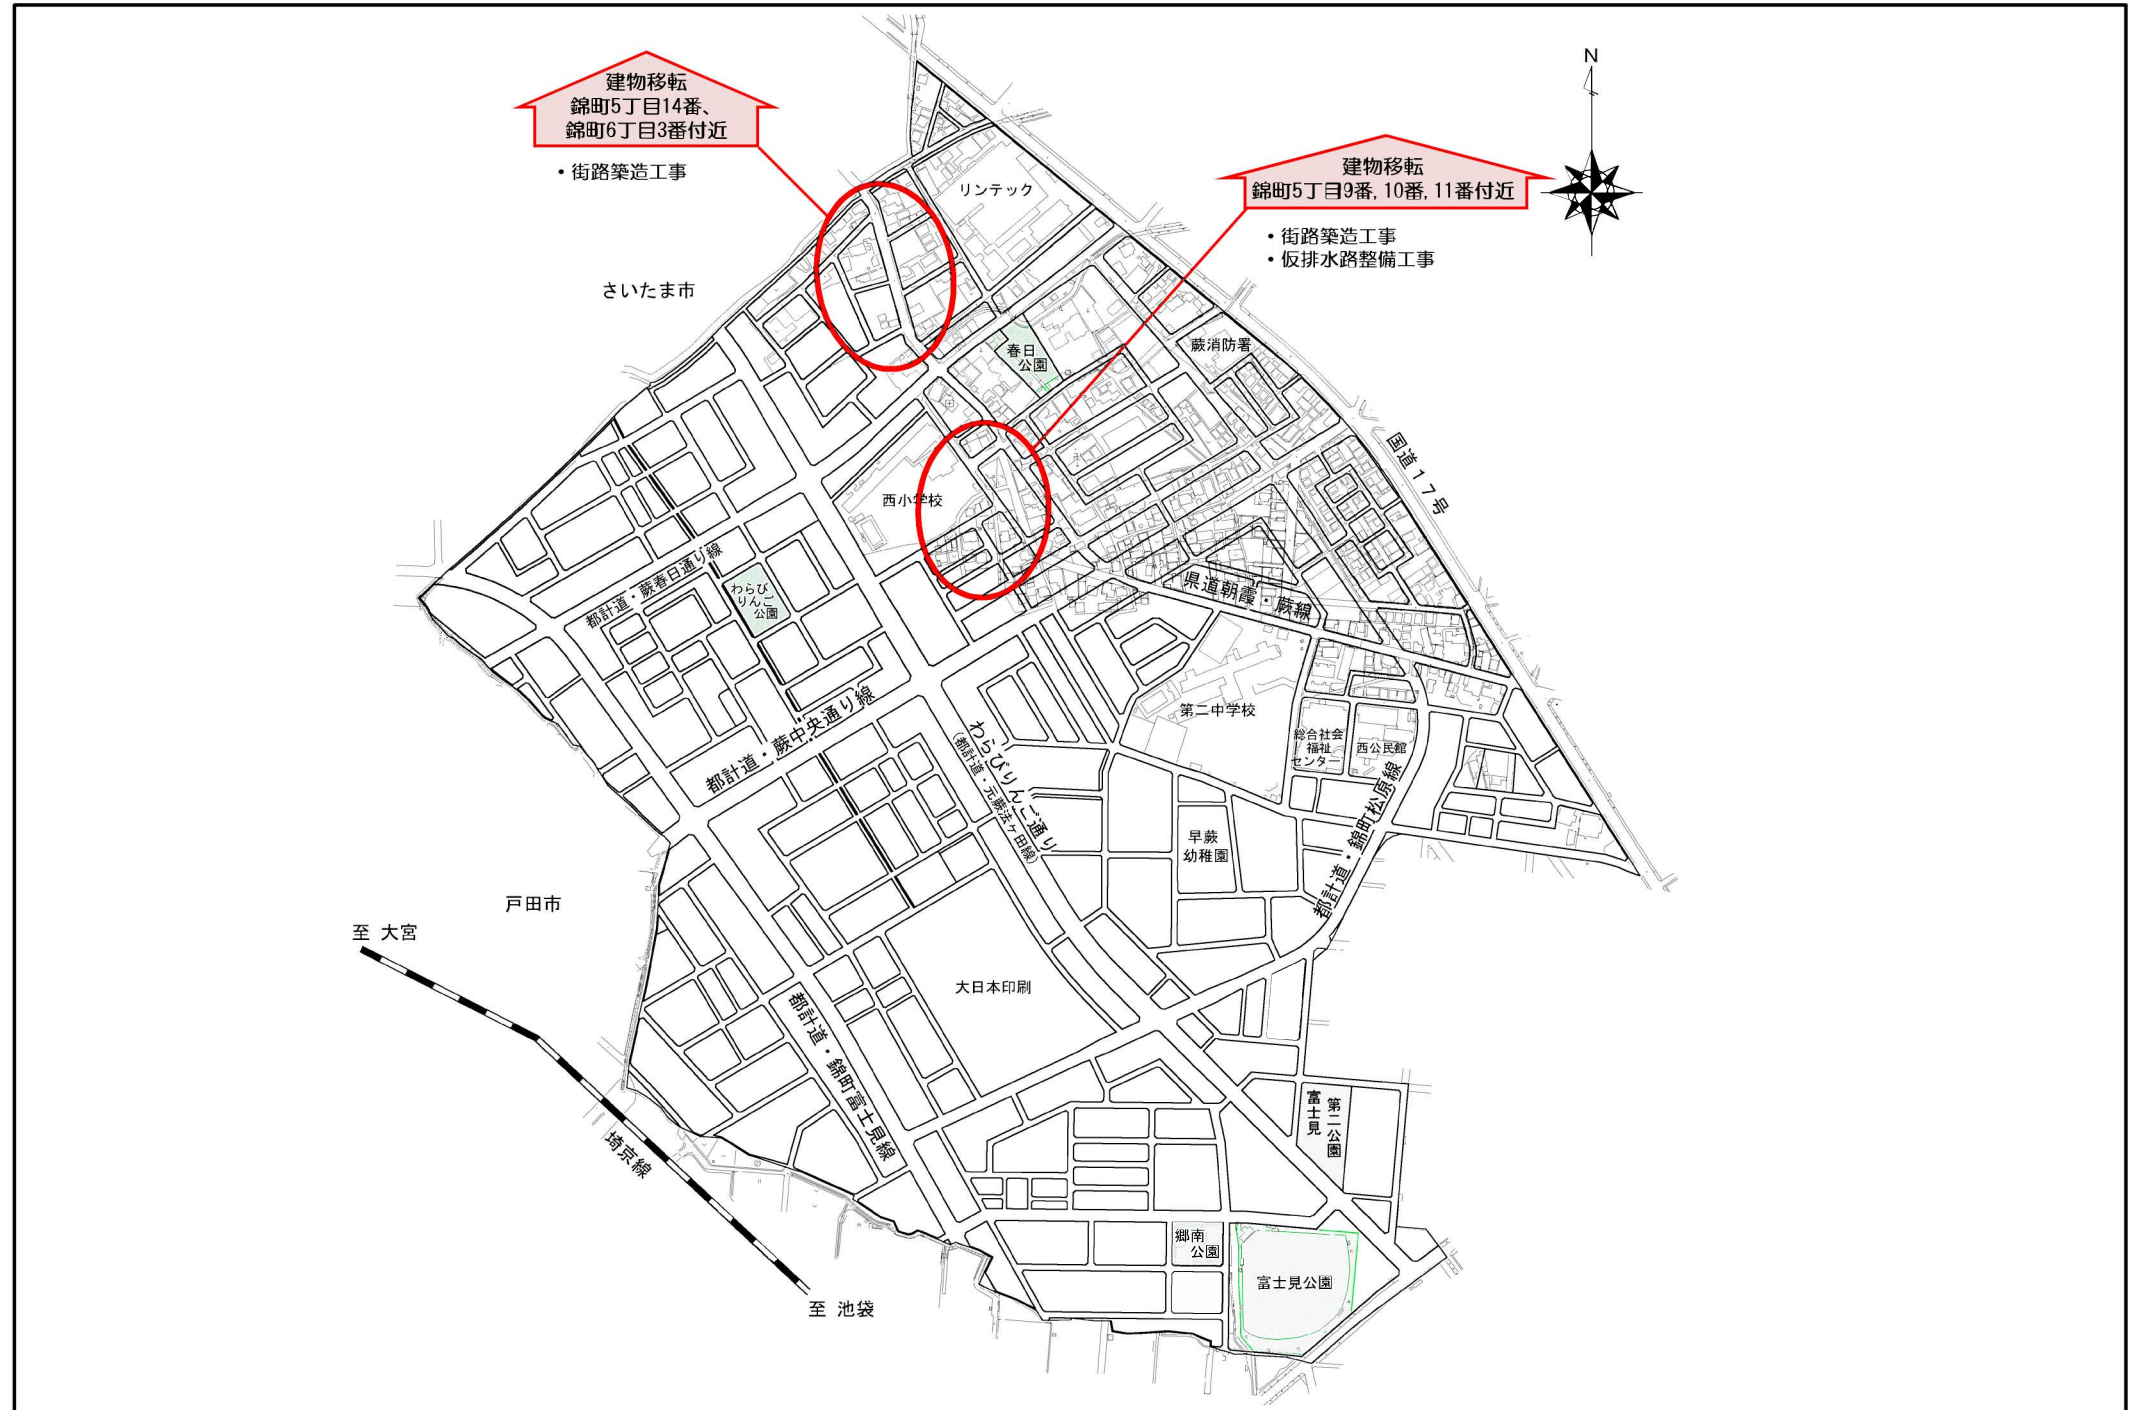 N
建物移転
錦町5丁目14番、
錦町6丁目3番付近
・街路築造工事
建物移転
錦町5丁目9番, 10番, 11番付近
・街路築造工事
・仮排水路整備工事
リンテック
さいたま市
春日
公園
蕨消防署
国道17号
西小学校
都計道・蕨春日通り線
わらび
りんご
公園
県道朝霞・蕨線
第二中学校
総合社会
福祉
センター
西公民館
都計道・蕨中央通り線
わらびりんご通り
(都計道・元蕨法ヶ田線)
都計道・錦町松原線
早蕨
幼稚園
戸田市
至 大宮
大日本印刷
都計道・錦町富士見線
埼京線
富士見
第二公園
郷南
公園
富士見公園
至 池袋